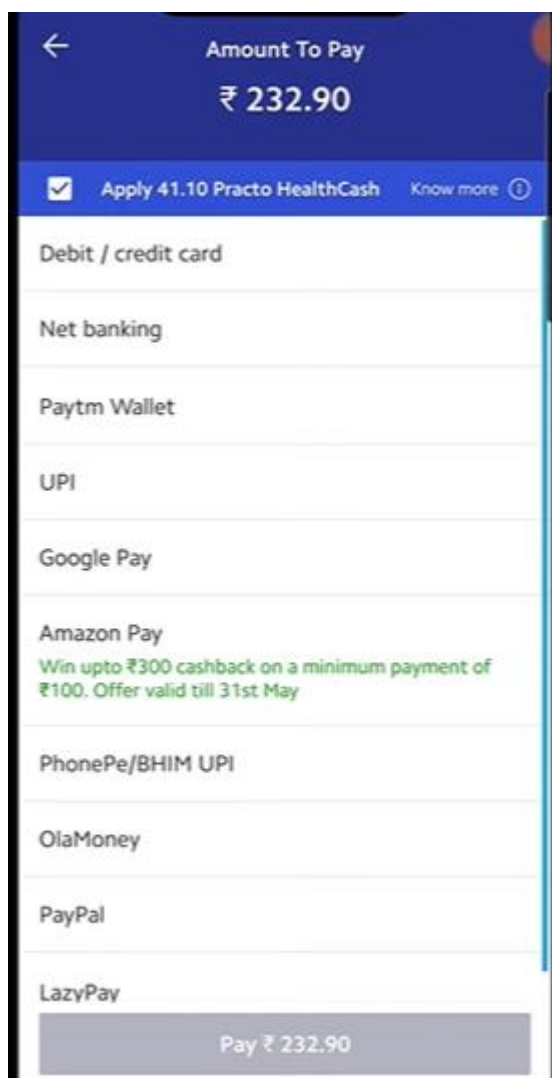 Amount To Pay
₹ 232.90
Apply 41.10 Practo HealthCash Know more
Debit / credit card
Net banking
Paytm Wallet
UPI
Google Pay
Amazon Pay
Win upto ₹300 cashback on a minimum payment of
₹100. Offer valid till 31st May
PhonePe/BHIM UPI
OlaMoney
PayPal
LazyPay
Pay ₹ 232.90